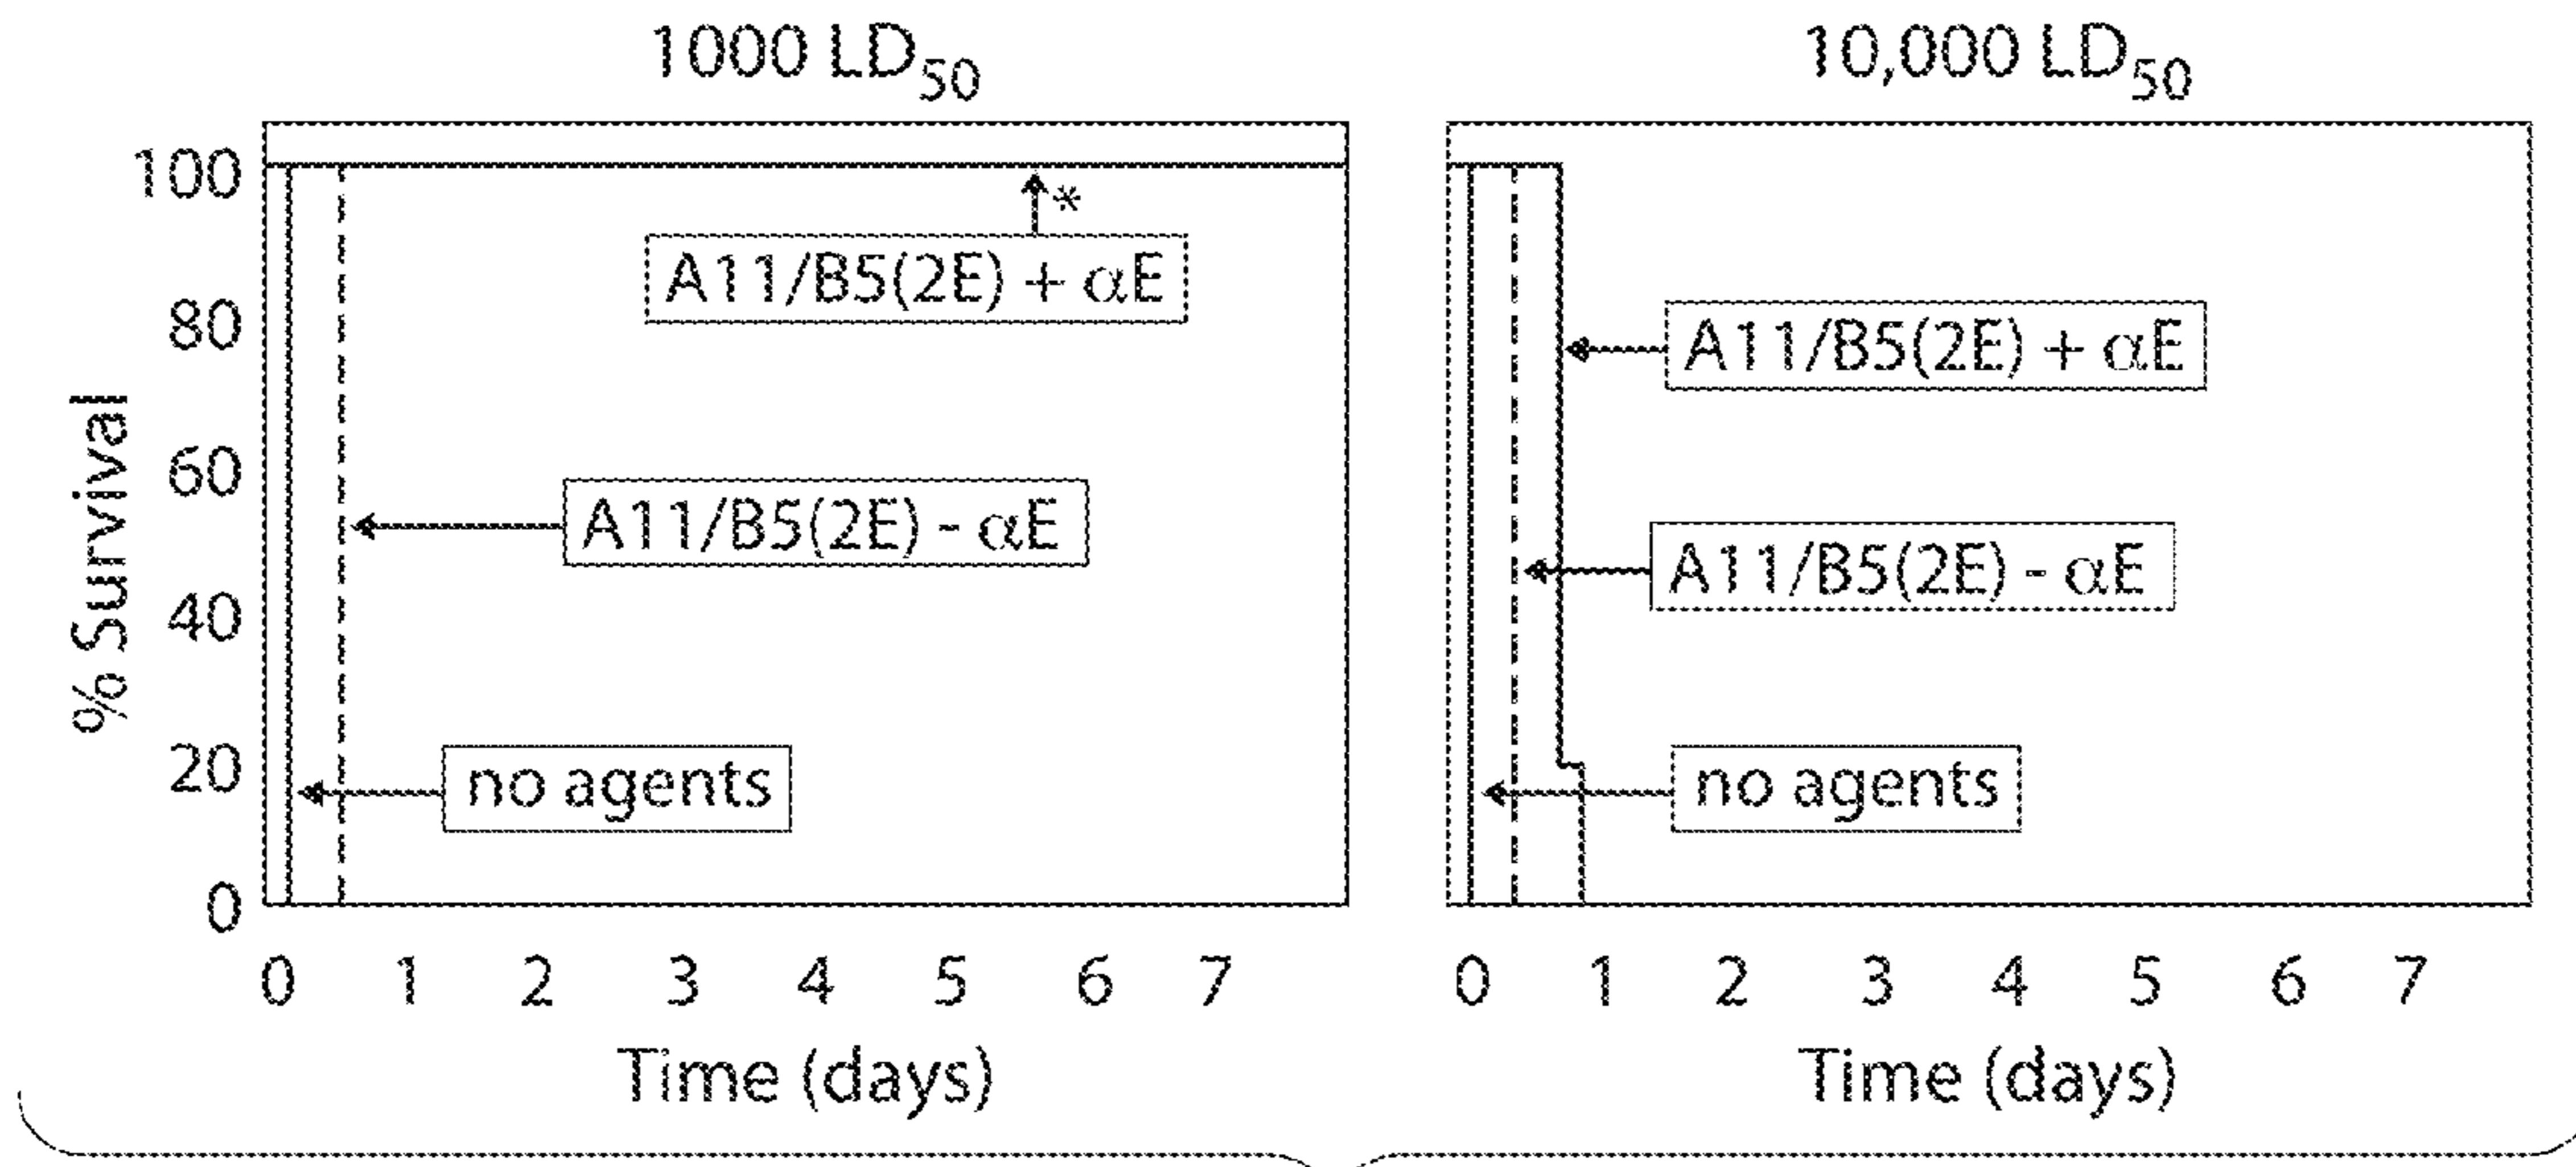 1000 LD50
100
80
60
40
20
0
% Survival
A11/B5(2E) + αE
*
A11/B5(2E) - αE
no agents
0 1 2 3 4 5 6 7
Time (days)
10,000 LD50
A11/B5(2E) + αE
A11/B5(2E) - αE
no agents
0 1 2 3 4 5 6 7
Time (days)